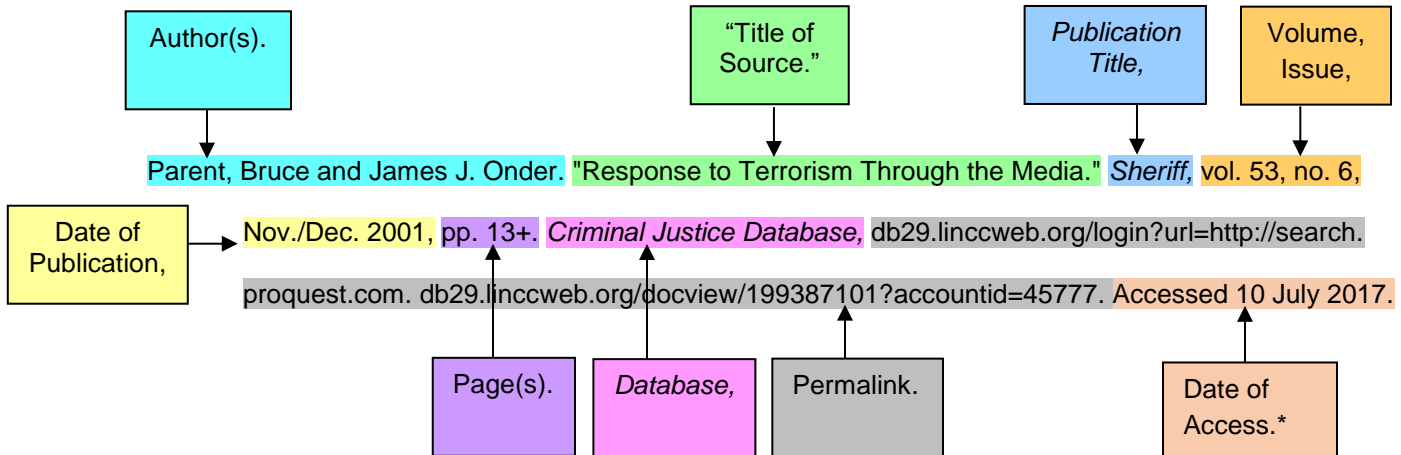 Author(s).
“Title of
Source.”
Publication
Title,
Volume,
Issue,
Parent, Bruce and James J. Onder. "Response to Terrorism Through the Media." Sheriff, vol. 53, no. 6,
Date of
Publication,
Nov./Dec. 2001, pp. 13+. Criminal Justice Database, db29.linccweb.org/login?url=http://search.
proquest.com. db29.linccweb.org/docview/199387101?accountid=45777. Accessed 10 July 2017.
Page(s).
Database,
Permalink.
Date of
Access.*